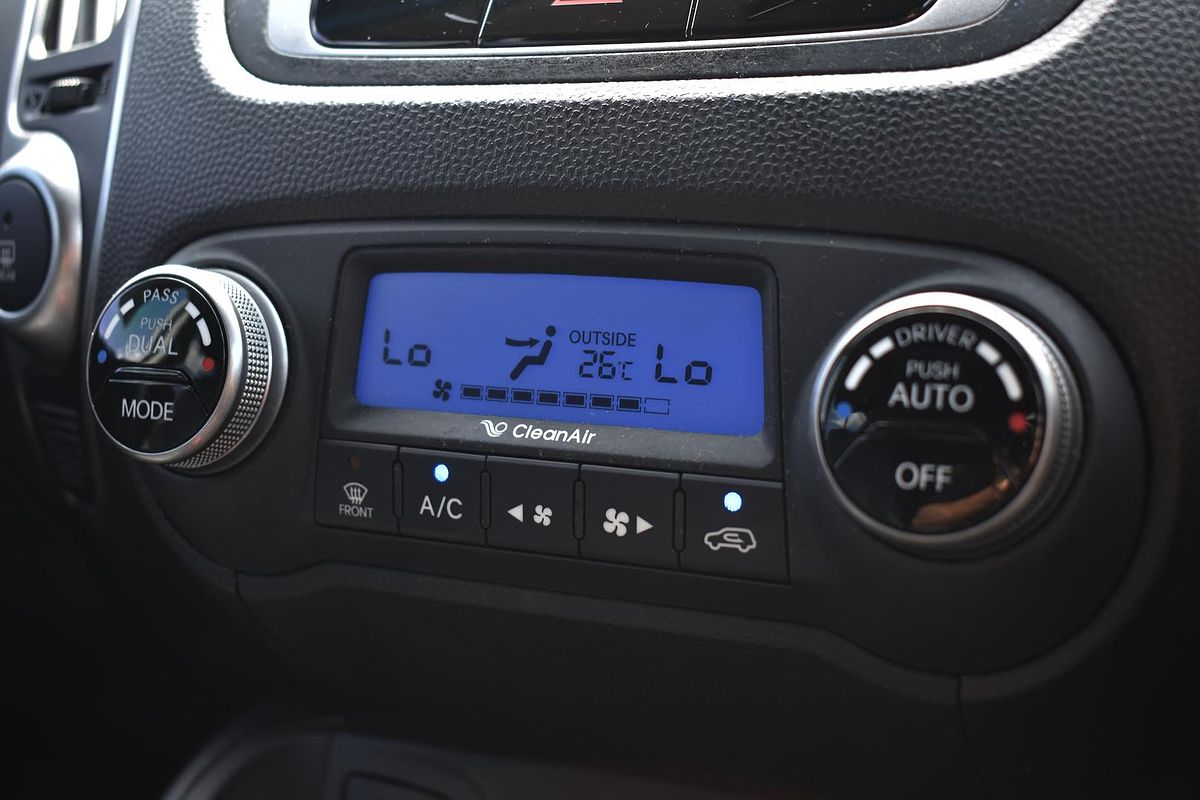 PASS
PUSH
DUAL
MODE
Lo
OUTSIDE
26°C
Lo
CleanAir
FRONT
A/C
DRIVER
PUSH
AUTO
OFF